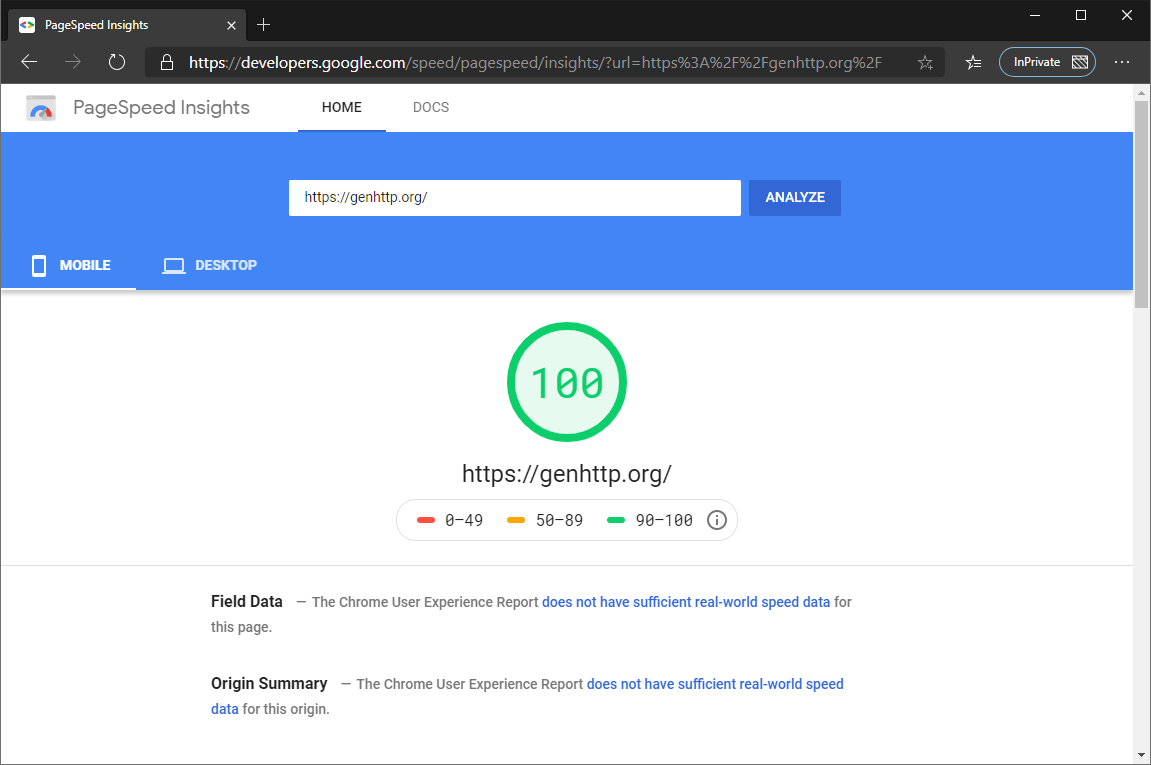 PageSpeed Insights
https://developers.google.com/speed/pagespeed/insights/?url=https%3A%2F%2Fgenhttp.org%2F
InPrivate
PageSpeed Insights HOME DOCS
https://genhttp.org/ ANALYZE
MOBILE DESKTOP
100
https://genhttp.org/
0–49 50–89 90–100
Field Data — The Chrome User Experience Report does not have sufficient real-world speed data for
this page.
Origin Summary — The Chrome User Experience Report does not have sufficient real-world speed
data for this origin.